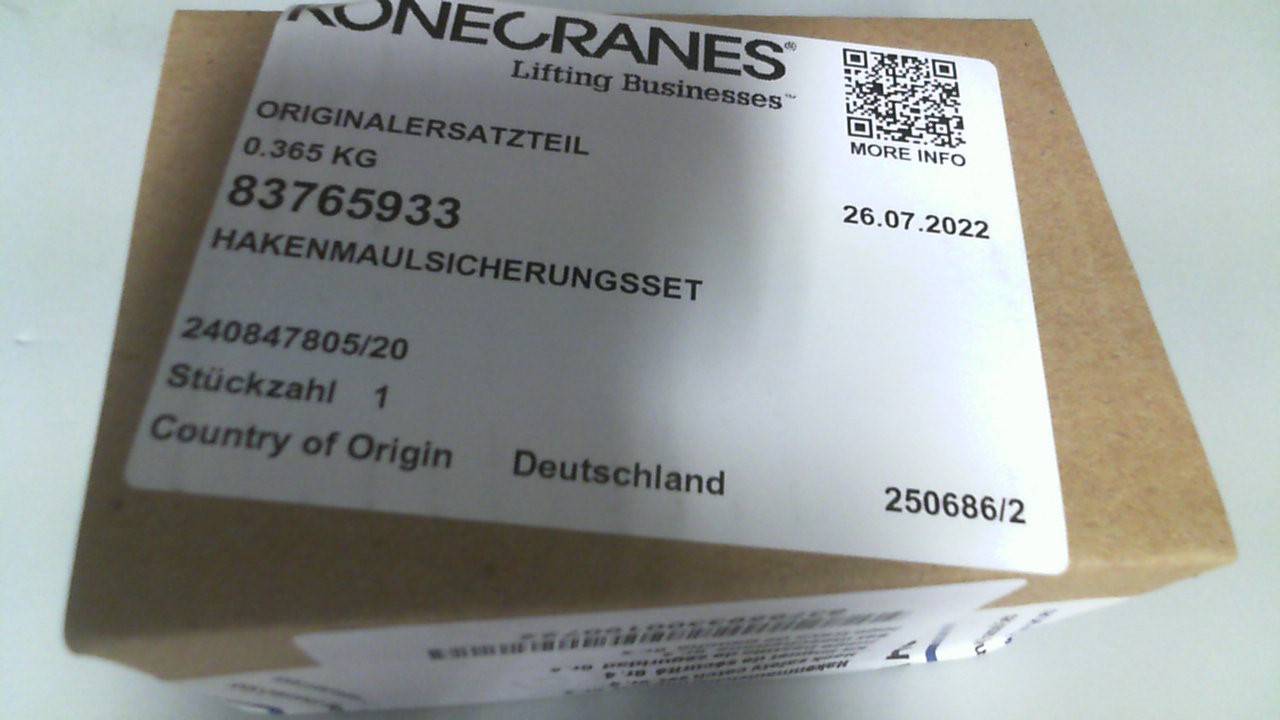 KONECRANES®
Lifting Businesses™
MORE INFO
ORIGINALERSATZTEIL
0.365 KG
83765933
26.07.2022
HAKENMAULSICHERUNGSSET
240847805/20
Stückzahl 1
Country of Origin Deutschland
250686/2